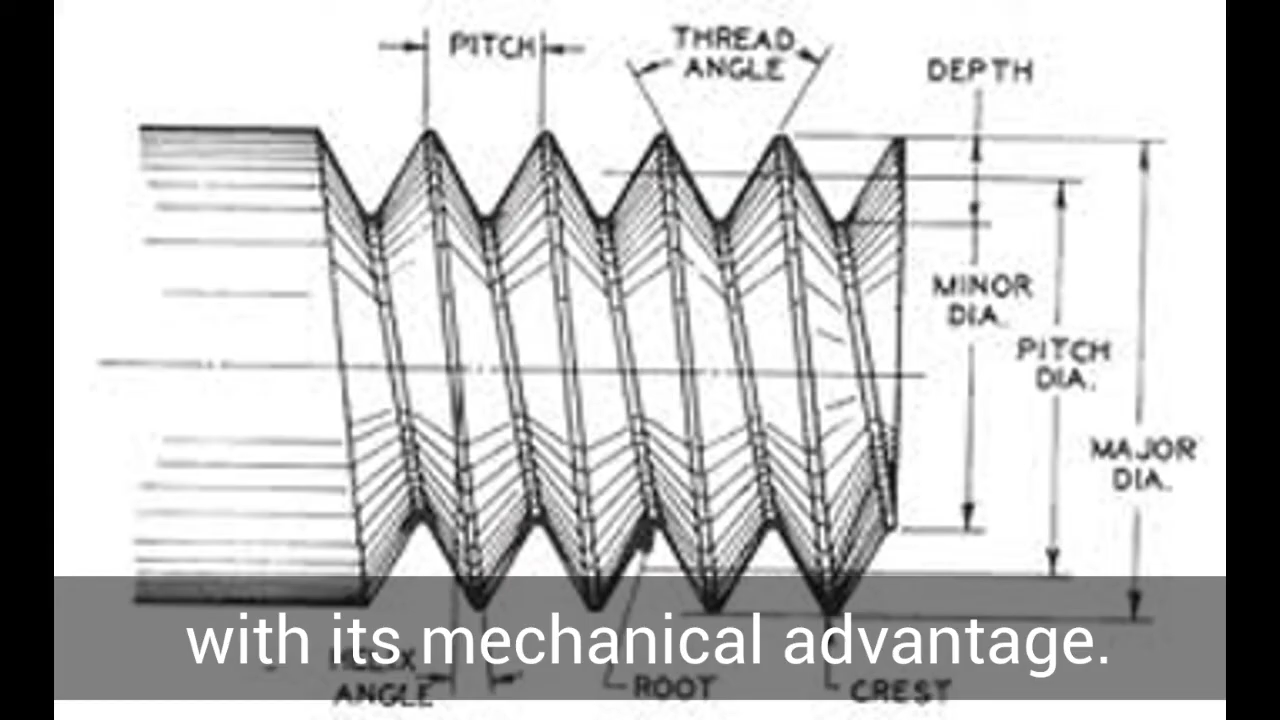 PITCH
THREAD
ANGLE
DEPTH
MINOR
DIA.
PITCH
DIA.
MAJOR
DIA.
with its mechanical advantage.
ANGLE
ROOT
CREST